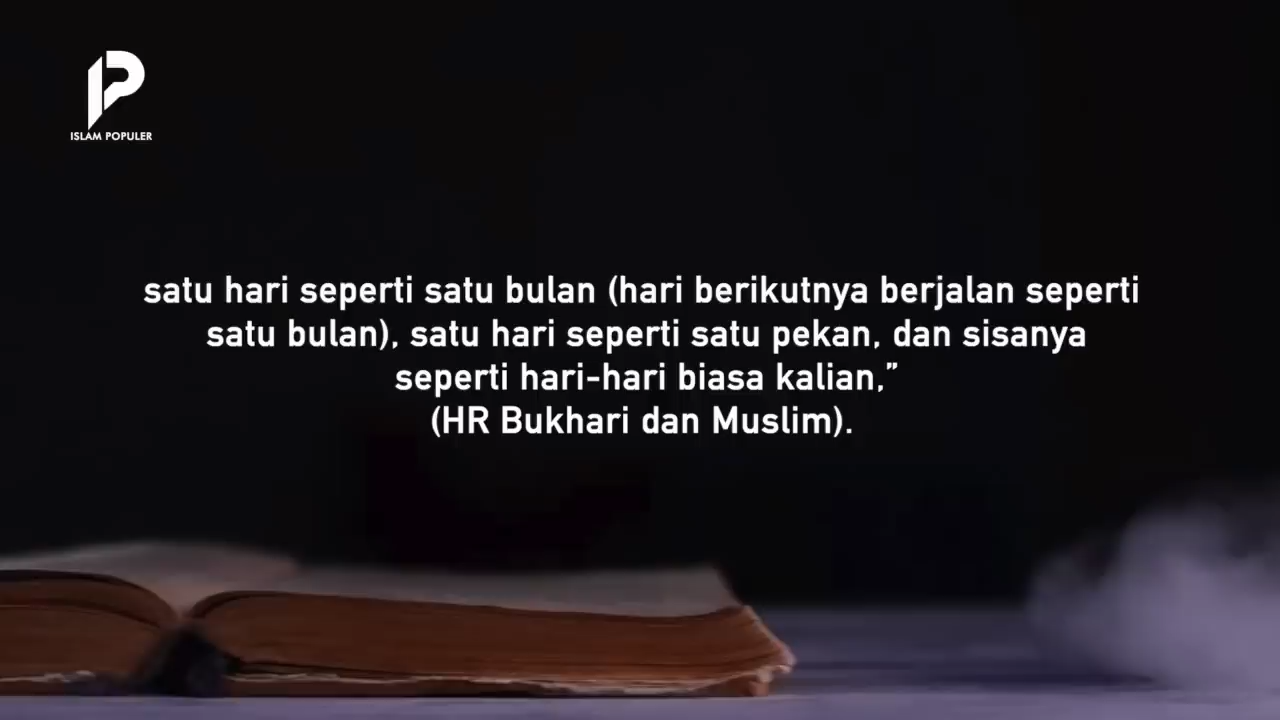 ISLAM POPULER
satu hari seperti satu bulan (hari berikutnya berjalan seperti
satu bulan), satu hari seperti satu pekan, dan sisanya
seperti hari-hari biasa kalian,”
(HR Bukhari dan Muslim).